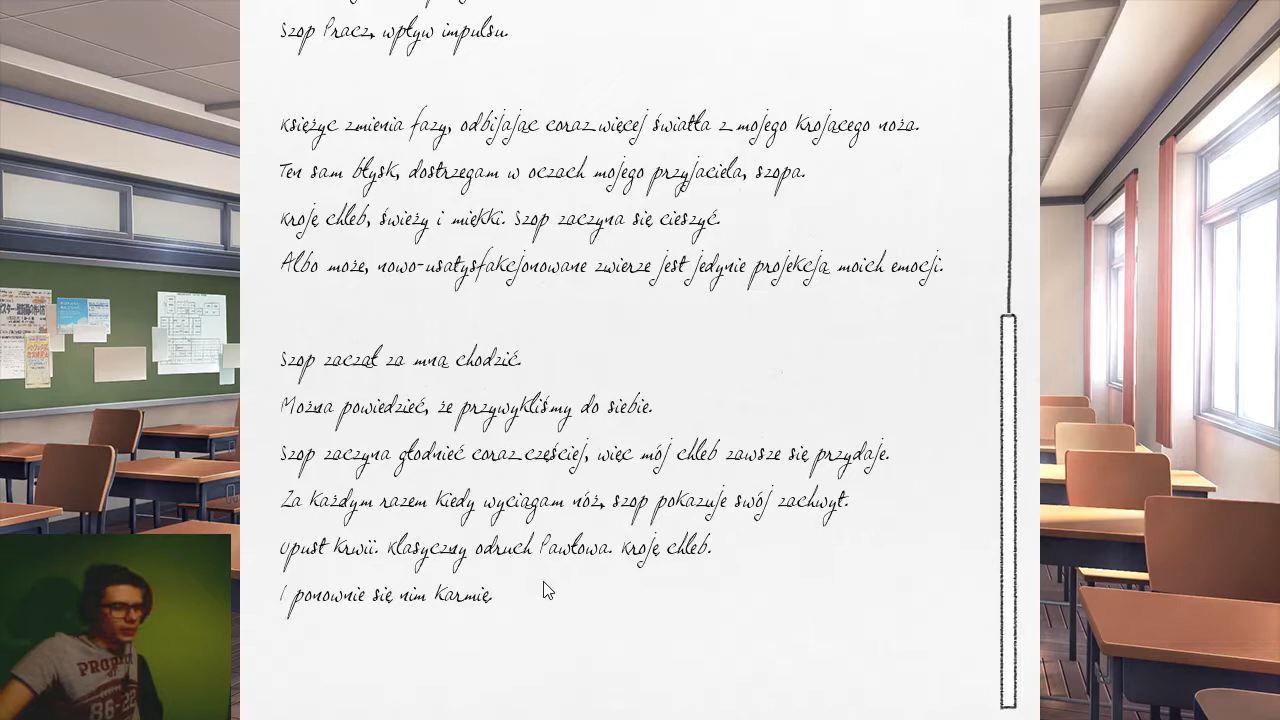 Szop Pracz, wpływ impulsu.
Księżyc zmienia fazy, odbijając coraz więcej światła z mojego krojącego noża.
Ten sam błysk, dostrzegam w oczach mojego przyjaciela, szopa.
Kroję chleb, świeży i miękki. Szop zaczyna się cieszyć.
Albo może, nowo-usatysfakcjonowane zwierze jest jedynie projekcją moich emocji.
Szop zaczął za mną chodzić.
Można powiedzieć, że przywykliśmy do siebie.
Szop zaczyna głodnieć coraz częściej, więc mój chleb zawsze się przydaje.
Za każdym razem kiedy wyciągam nóż, szop pokazuje swój zachwyt.
Upust krwii. Klasyczny odruch Pawłowa. Kroję chleb.
I ponownie się nim karmię.
86-22